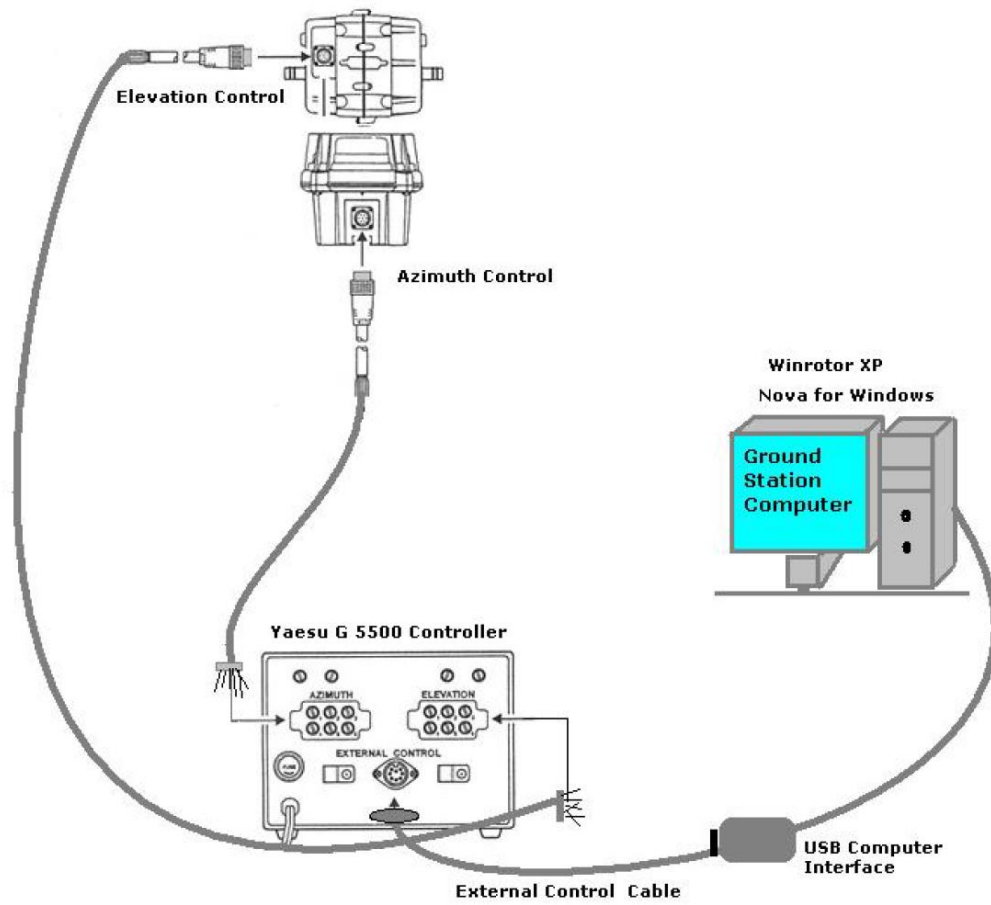 Elevation Control
Azimuth Control
Winrotor XP
Nova for Windows
Ground
Station
Computer
Yaesu G 5500 Controller
AZIMUTH
ELEVATION
EXTERNAL CONTROL
USB Computer
Interface
External Control Cable